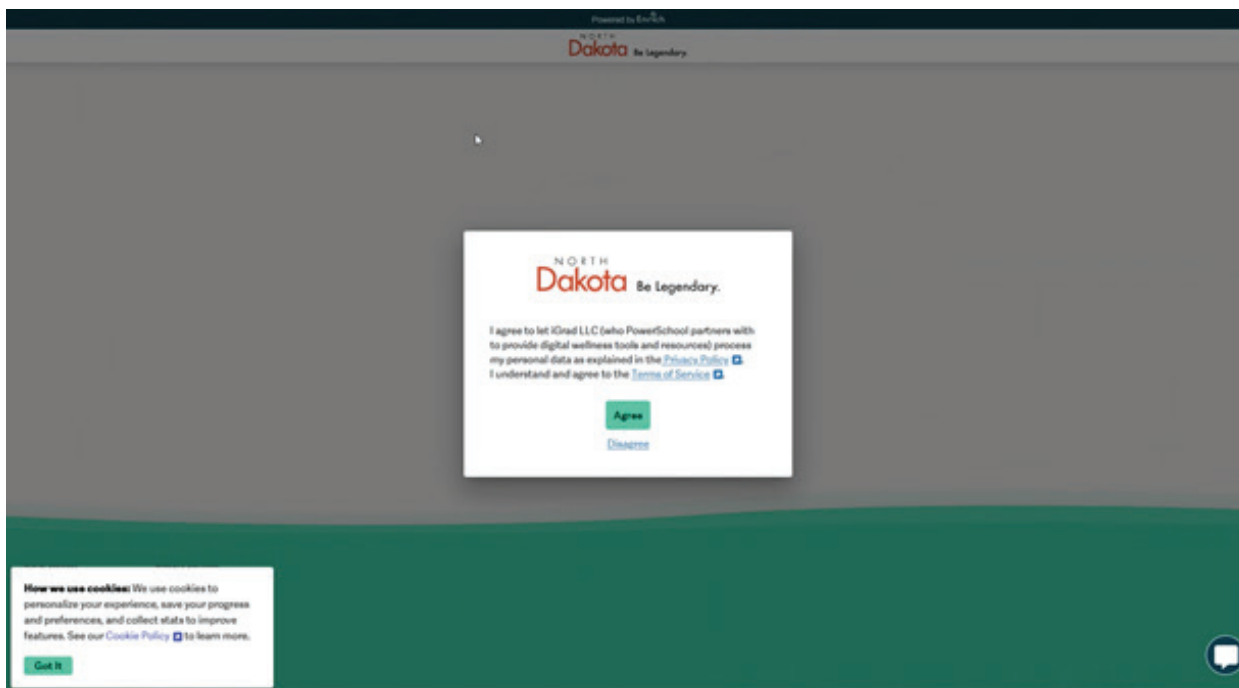 Powered by Enrich
NORTH
Dakota Be Legendary.
NORTH
Dakota Be Legendary.
I agree to let iGrad LLC (who PowerSchool partners with
to provide digital wellness tools and resources) process
my personal data as explained in the Privacy Policy
I understand and agree to the Terms of Service .
Agree
Disagree
How we use cookies: We use cookies to
personalize your experience, save your progress
and preferences, and collect stats to improve
features. See our Cookie Policy to learn more.
Got It